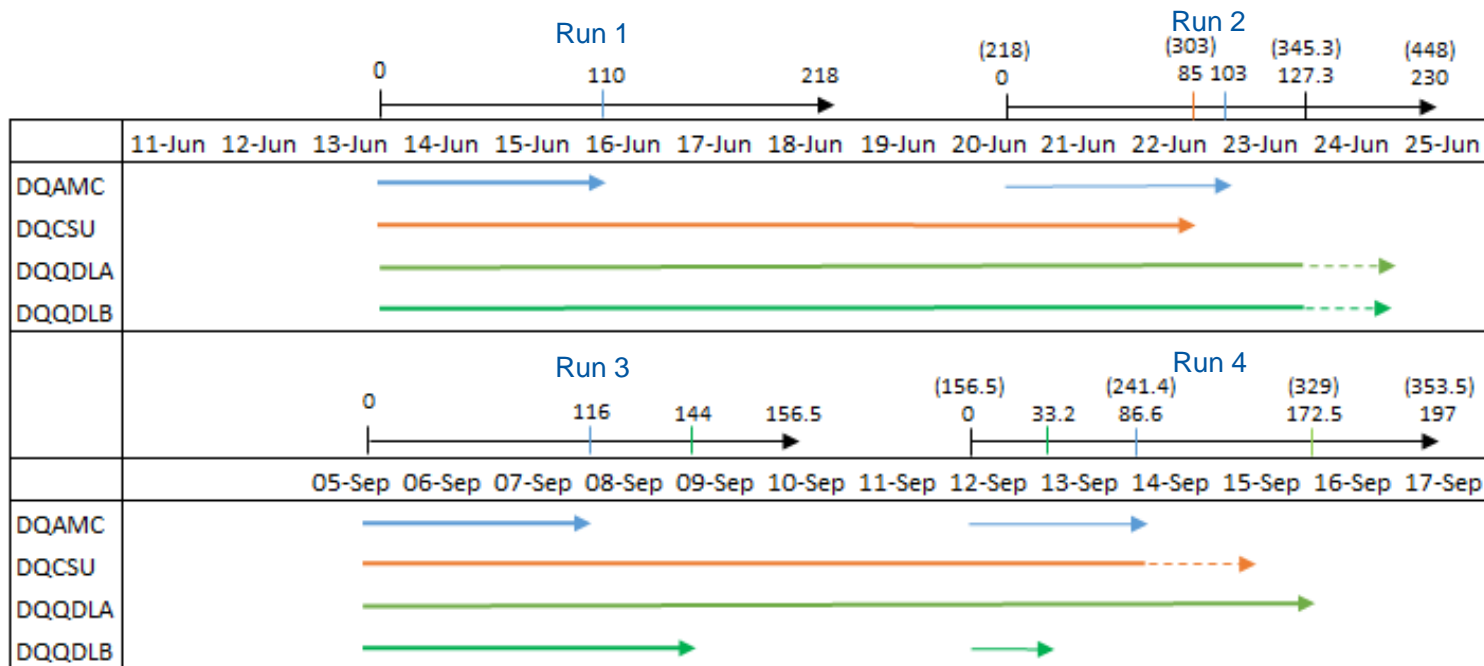 Run 1
Run 2
(218) (303) (345.3) (448)
0 110 218 0 85 103 127.3 230
11-Jun 12-Jun 13-Jun 14-Jun 15-Jun 16-Jun 17-Jun 18-Jun 19-Jun 20-Jun 21-Jun 22-Jun 23-Jun 24-Jun 25-Jun
DQAMC
DQCSU
DQQDLA
DQQDLB
Run 3
Run 4
(156.5) (241.4) (329) (353.5)
0 116 144 156.5 0 33.2 86.6 172.5 197
05-Sep 06-Sep 07-Sep 08-Sep 09-Sep 10-Sep 11-Sep 12-Sep 13-Sep 14-Sep 15-Sep 16-Sep 17-Sep
DQAMC
DQCSU
DQQDLA
DQQDLB